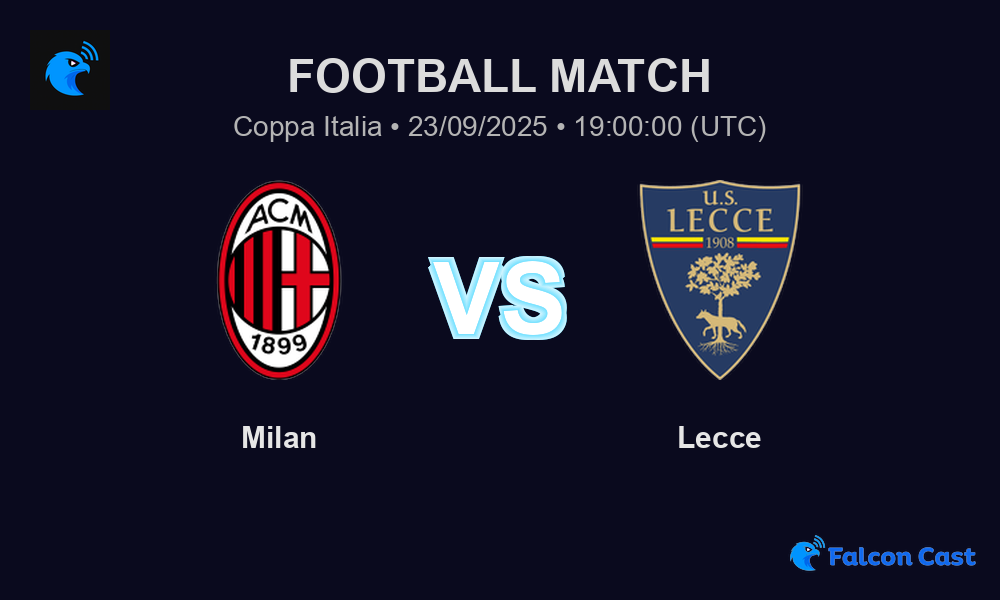 FOOTBALL MATCH
Coppa Italia • 23/09/2025 • 19:00:00 (UTC)
ACM
1899
VS
U.S.
LECCE
1908
Milan
Lecce
Falcon Cast